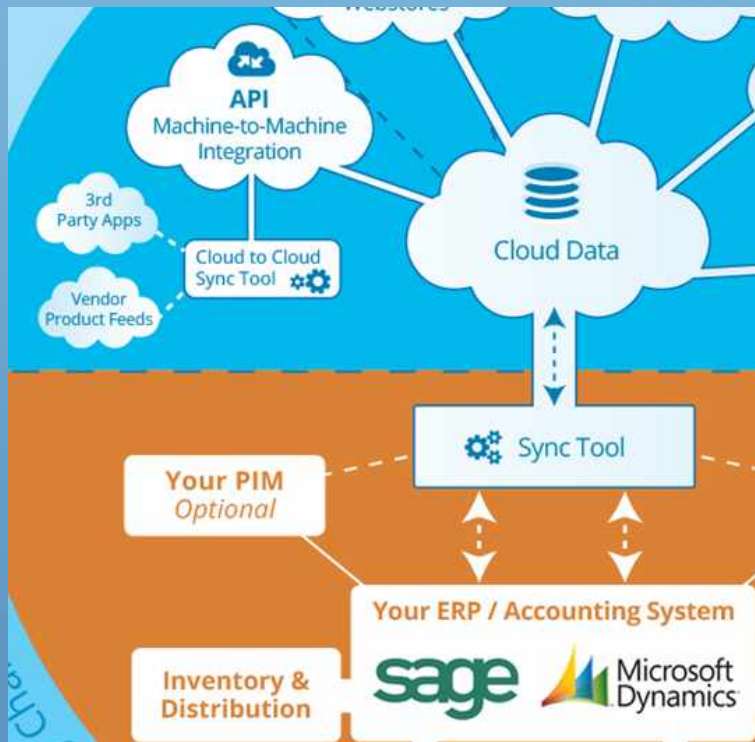 Webstores
API
Machine-to-Machine
Integration
3rd
Party Apps
Cloud to Cloud
Sync Tool
Vendor
Product Feeds
Cloud Data
Sync Tool
Your PIM
Optional
Your ERP / Accounting System
sage
Microsoft
Dynamics
Inventory &
Distribution